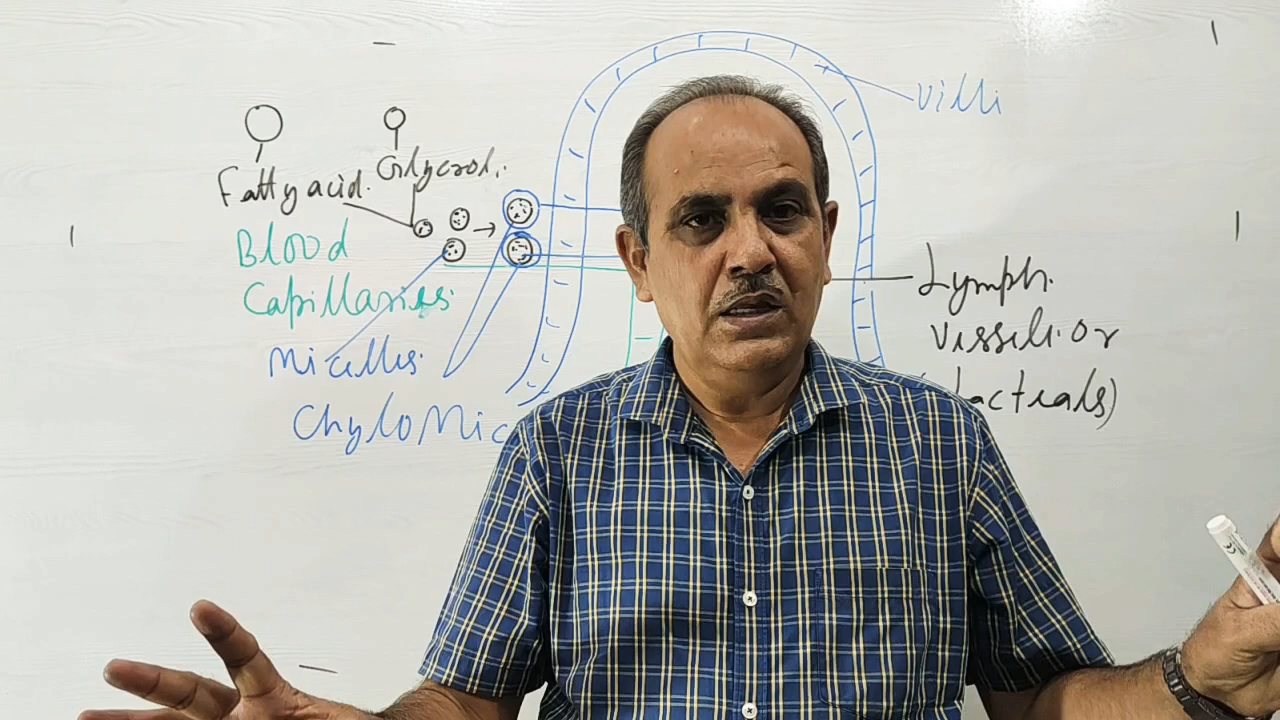 villi
Glycerol.
Fatty acid.
Blood
Capillaries.
Micelles.
ChyloMic
Lymph.
Vessels.or
lacteals)